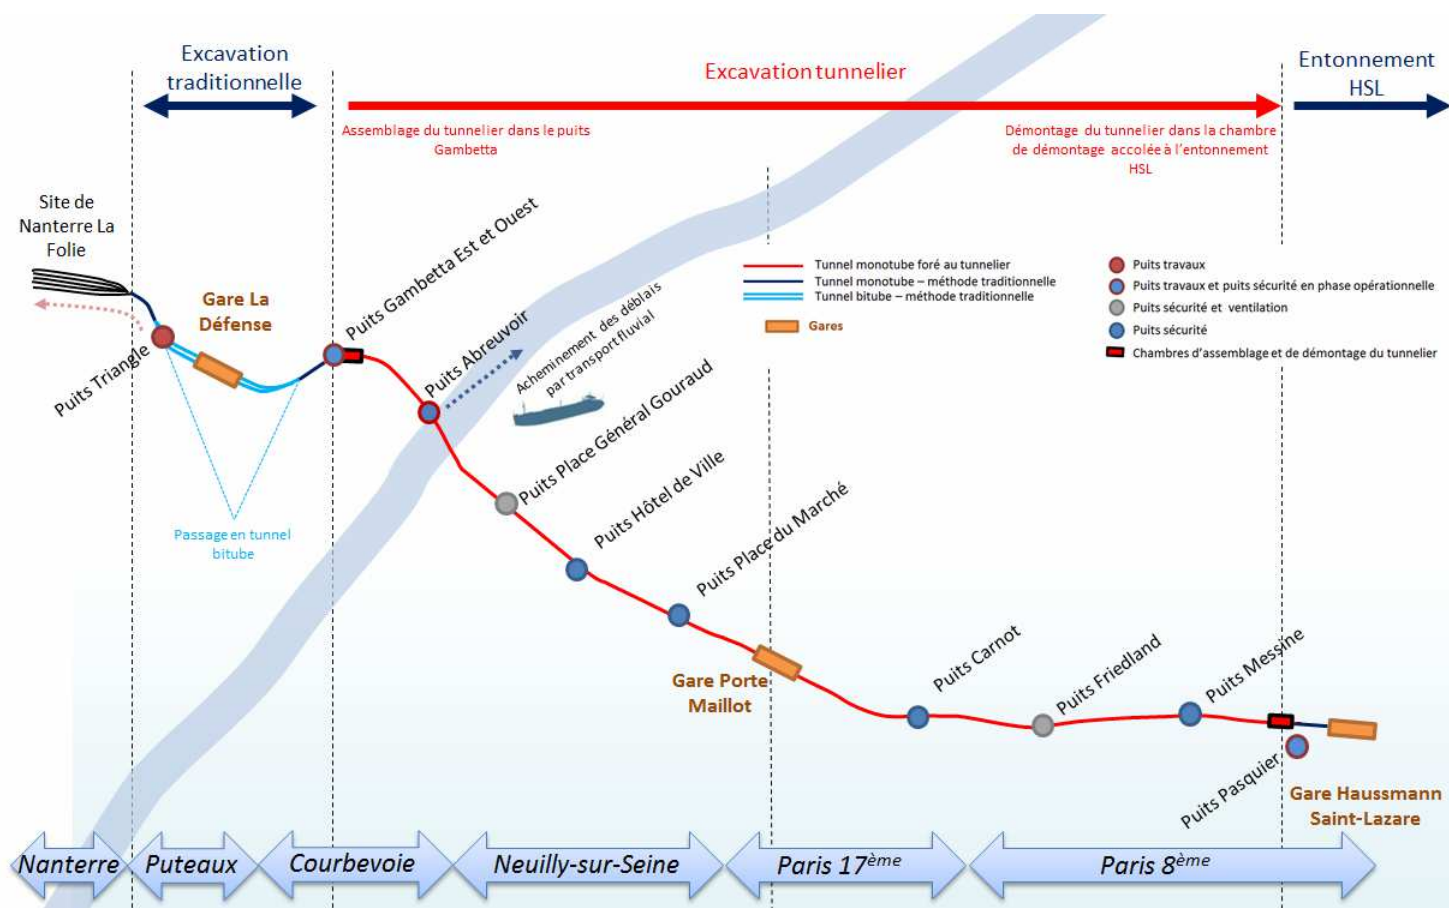 Excavation
traditionnelle
Excavation tunnelier
Entonnement
HSL
Assemblage du tunnelier dans le puits
Gambetta
Démontage du tunnelier dans la chambre
de démontage accolée à l'entonnement
HSL
Site de
Nanterre La
Folie
Gare La
Défense
Puits Triangle
Puits Gambetta Est et Ouest
Puits Abreuvoir
Acheminement des déblais
par transport fluvial
Tunnel monotube foré au tunnelier
Tunnel monotube – méthode traditionnelle
Tunnel bitube – méthode traditionnelle
Gares
Puits travaux
Puits travaux et puits sécurité en phase opérationnelle
Puits sécurité et ventilation
Puits sécurité
Chambres d'assemblage et de démontage du tunnelier
Passage en tunnel
bitube
Puits Place Général Gouraud
Puits Hôtel de Ville
Puits Place du Marché
Gare Porte
Maillot
Puits Carnot
Puits Friedland
Puits Messine
Puits Pasquier
Gare Haussmann
Saint-Lazare
Nanterre
Puteaux
Courbevoie
Neuilly-sur-Seine
Paris 17ème
Paris 8ème